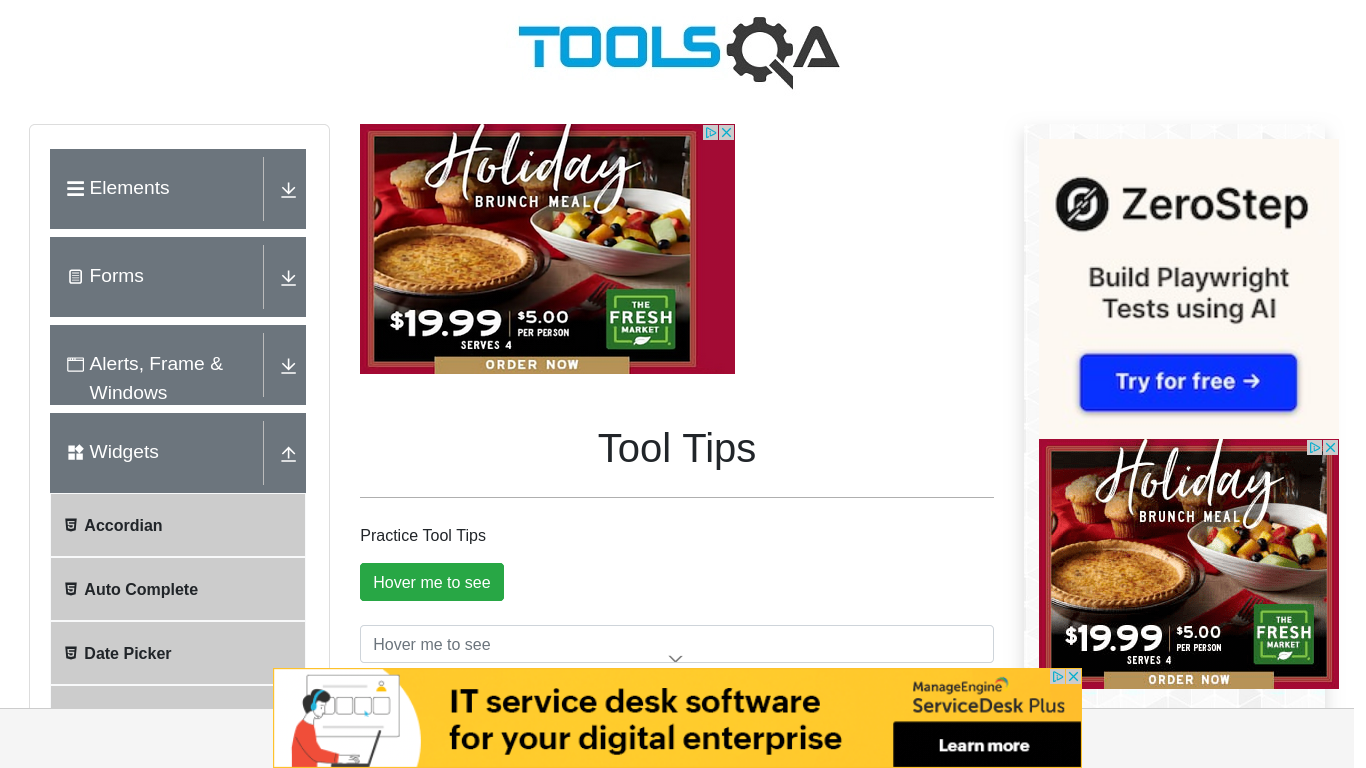 TOOLSQA
Elements
Forms
Alerts, Frame &
Windows
Widgets
Accordian
Auto Complete
Date Picker
Holiday
BRUNCH MEAL
$19.99
SERVES 4
$5.00
PER PERSON
THE
FRESH
MARKET
ORDER NOW
Tool Tips
Practice Tool Tips
Hover me to see
Hover me to see
ZeroStep
Build Playwright
Tests using AI
Try for free →
Holiday
BRUNCH MEAL
$19.99
SERVES 4
$5.00
PER PERSON
THE
FRESH
MARKET
ORDER NOW
IT service desk software
for your digital enterprise
ManageEngine
ServiceDesk Plus
Learn more